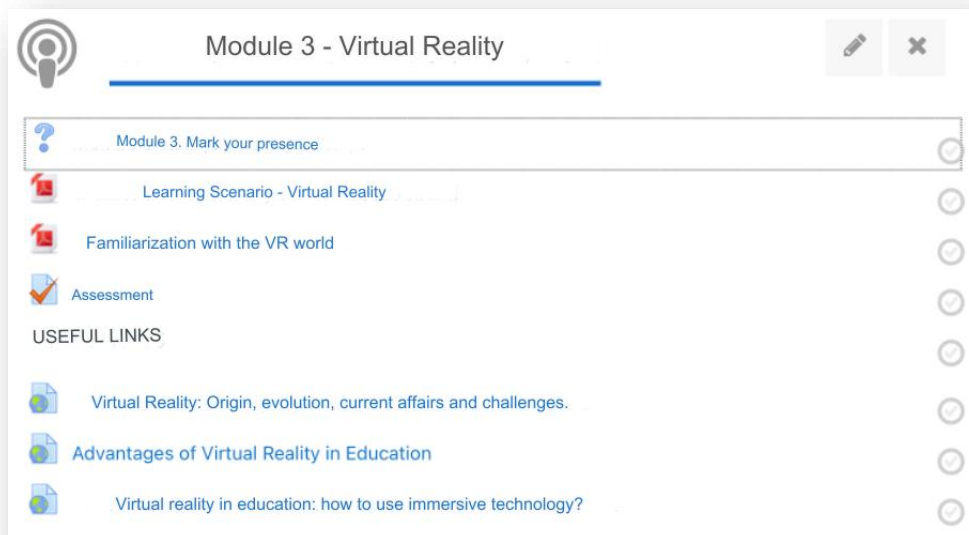 Module 3 - Virtual Reality
Module 3. Mark your presence
Learning Scenario - Virtual Reality
Familiarization with the VR world
Assessment
USEFUL LINKS
Virtual Reality: Origin, evolution, current affairs and challenges.
Advantages of Virtual Reality in Education
Virtual reality in education: how to use immersive technology?